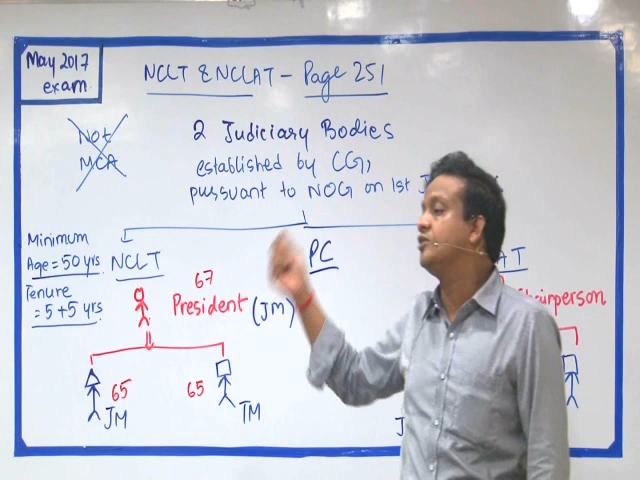 May 2017
exam
NCLT & NCLAT - Page 251
Not
MCA
2 Judiciary Bodies
established by CG,
pursuant to NOG on 1st J
Minimum
Age = 50 yrs.
Tenure
= 5+5 yrs.
NCLT
PC
AT
67
President (JM)
Chairperson
65
JM
65
TM
J